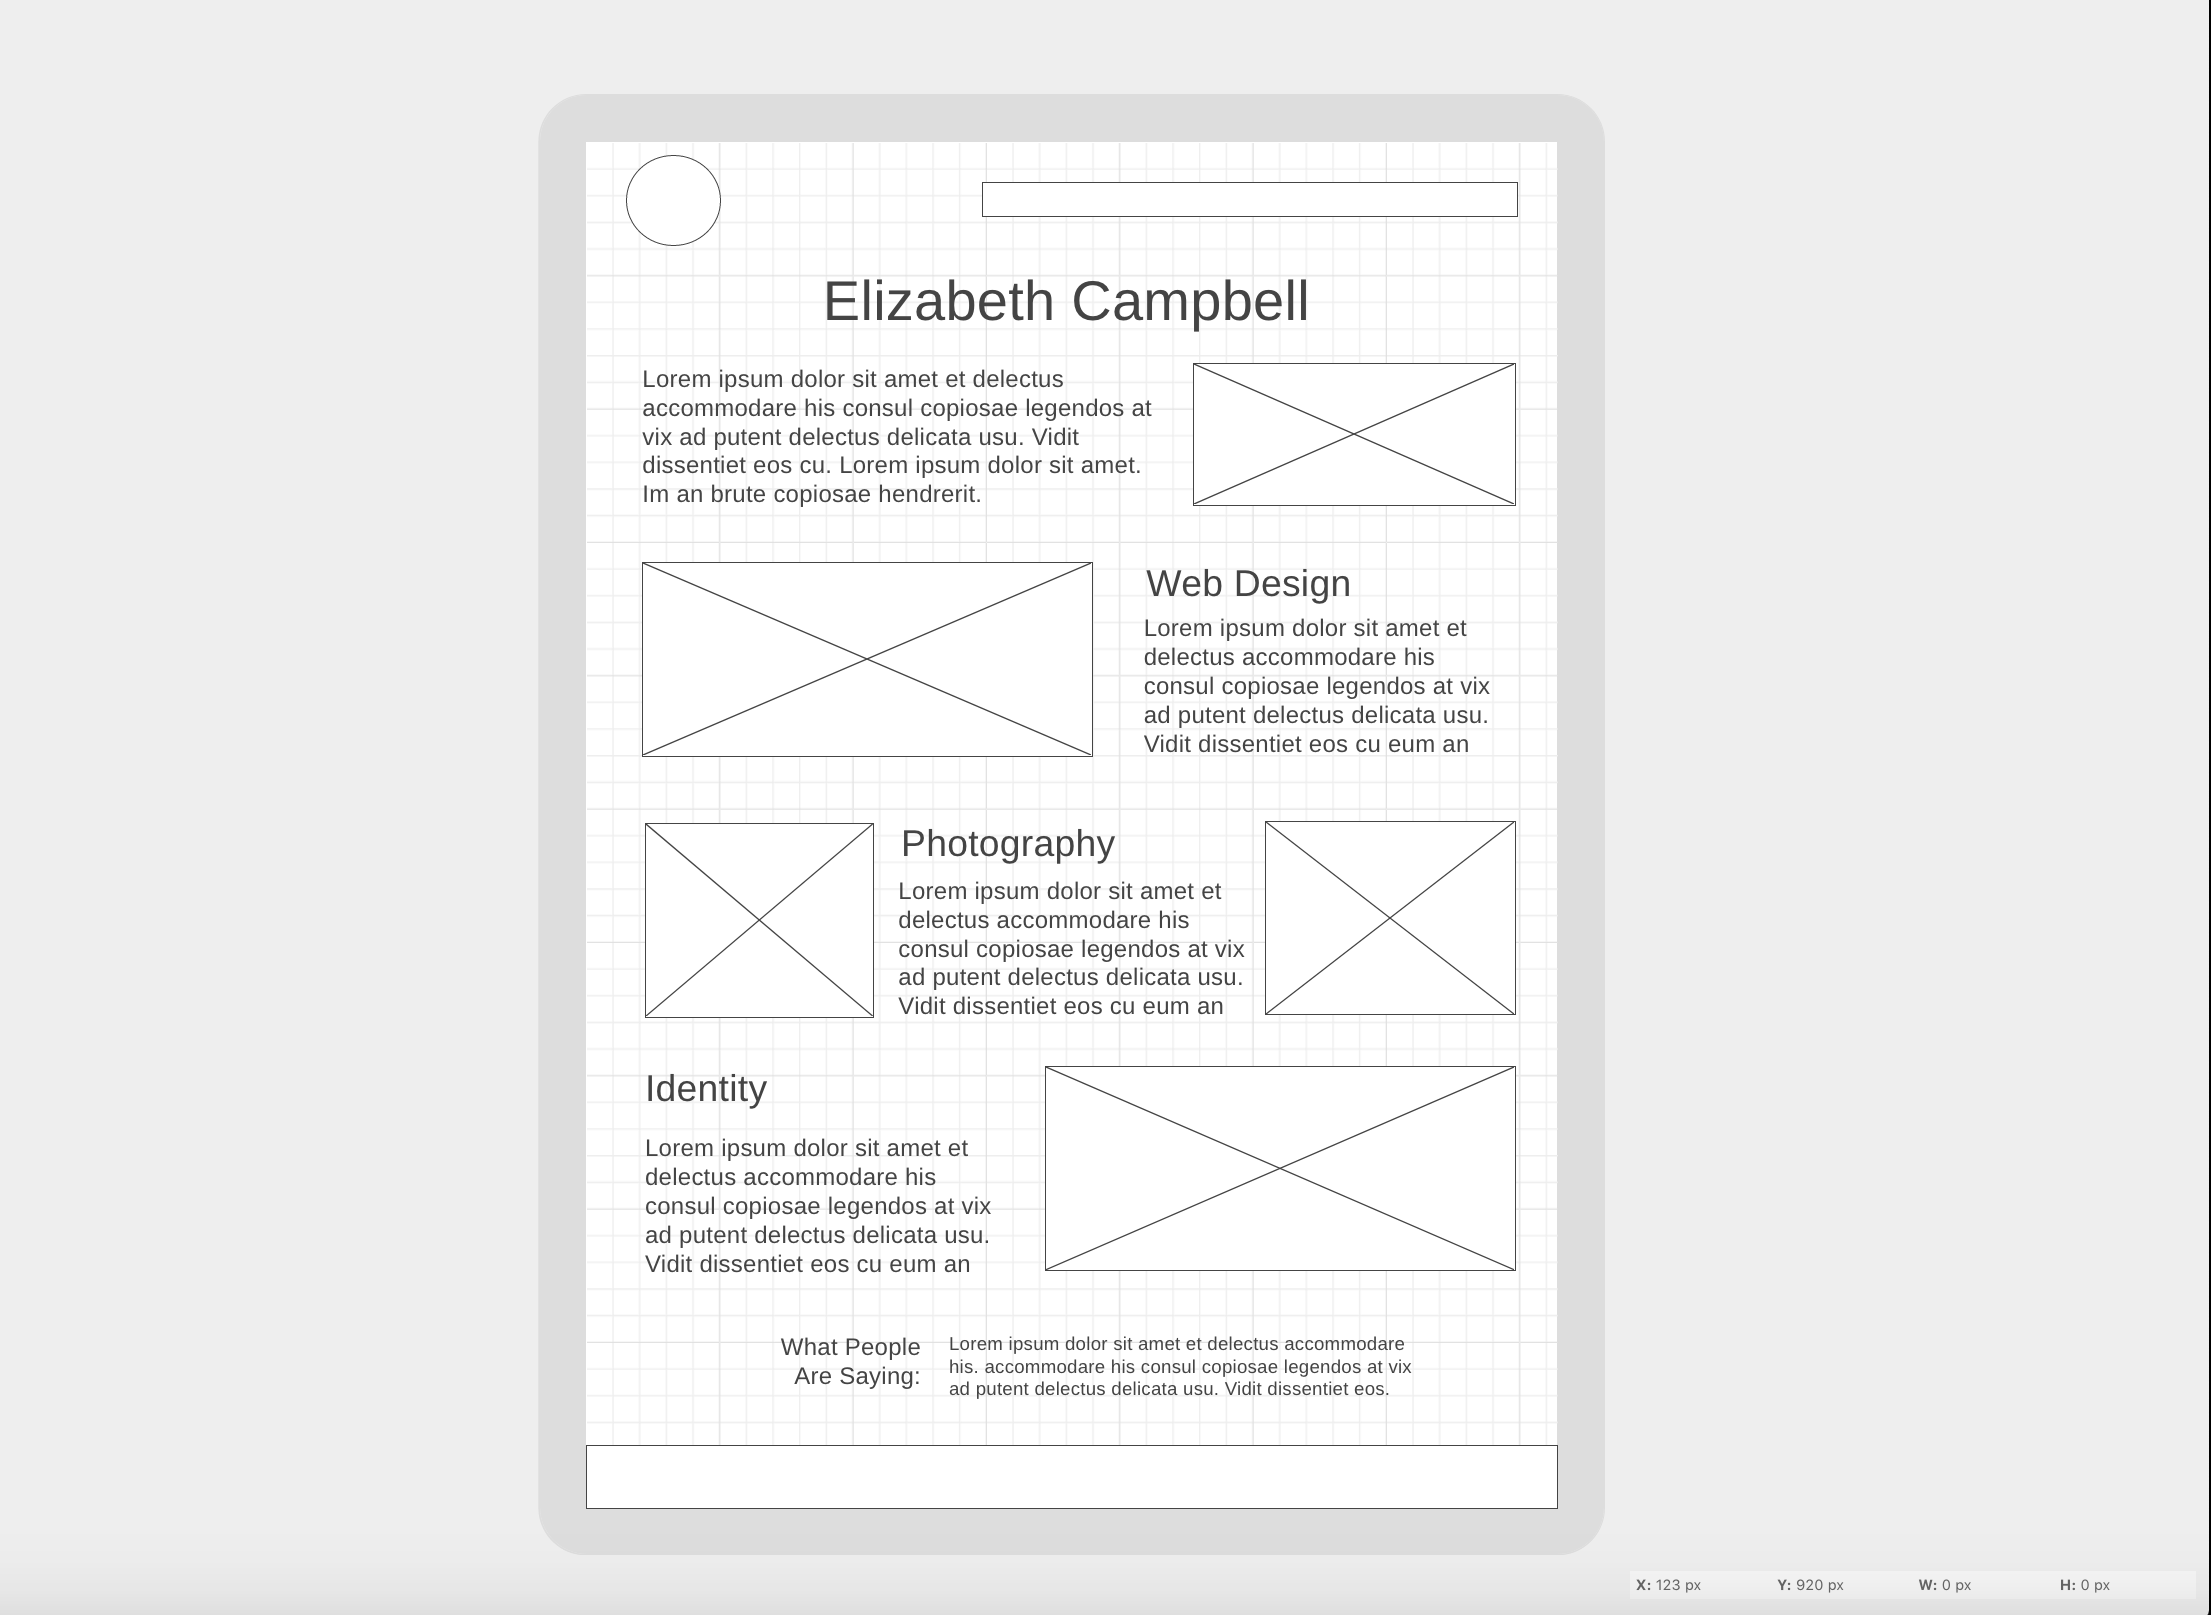 Elizabeth Campbell
Lorem ipsum dolor sit amet et delectus
accommodare his consul copiosae legendos at
vix ad putent delectus delicata usu. Vidit
dissentiet eos cu. Lorem ipsum dolor sit amet.
Im an brute copiosae hendrerit.
Web Design
Lorem ipsum dolor sit amet et
delectus accommodare his
consul copiosae legendos at vix
ad putent delectus delicata usu.
Vidit dissentiet eos cu eum an
Photography
Lorem ipsum dolor sit amet et
delectus accommodare his
consul copiosae legendos at vix
ad putent delectus delicata usu.
Vidit dissentiet eos cu eum an
Identity
Lorem ipsum dolor sit amet et
delectus accommodare his
consul copiosae legendos at vix
ad putent delectus delicata usu.
Vidit dissentiet eos cu eum an
What People
Are Saying:
Lorem ipsum dolor sit amet et delectus accommodare
his. accommodare his consul copiosae legendos at vix
ad putent delectus delicata usu. Vidit dissentiet eos.
X: 123 px Y: 920 px W: 0 px H: 0 px